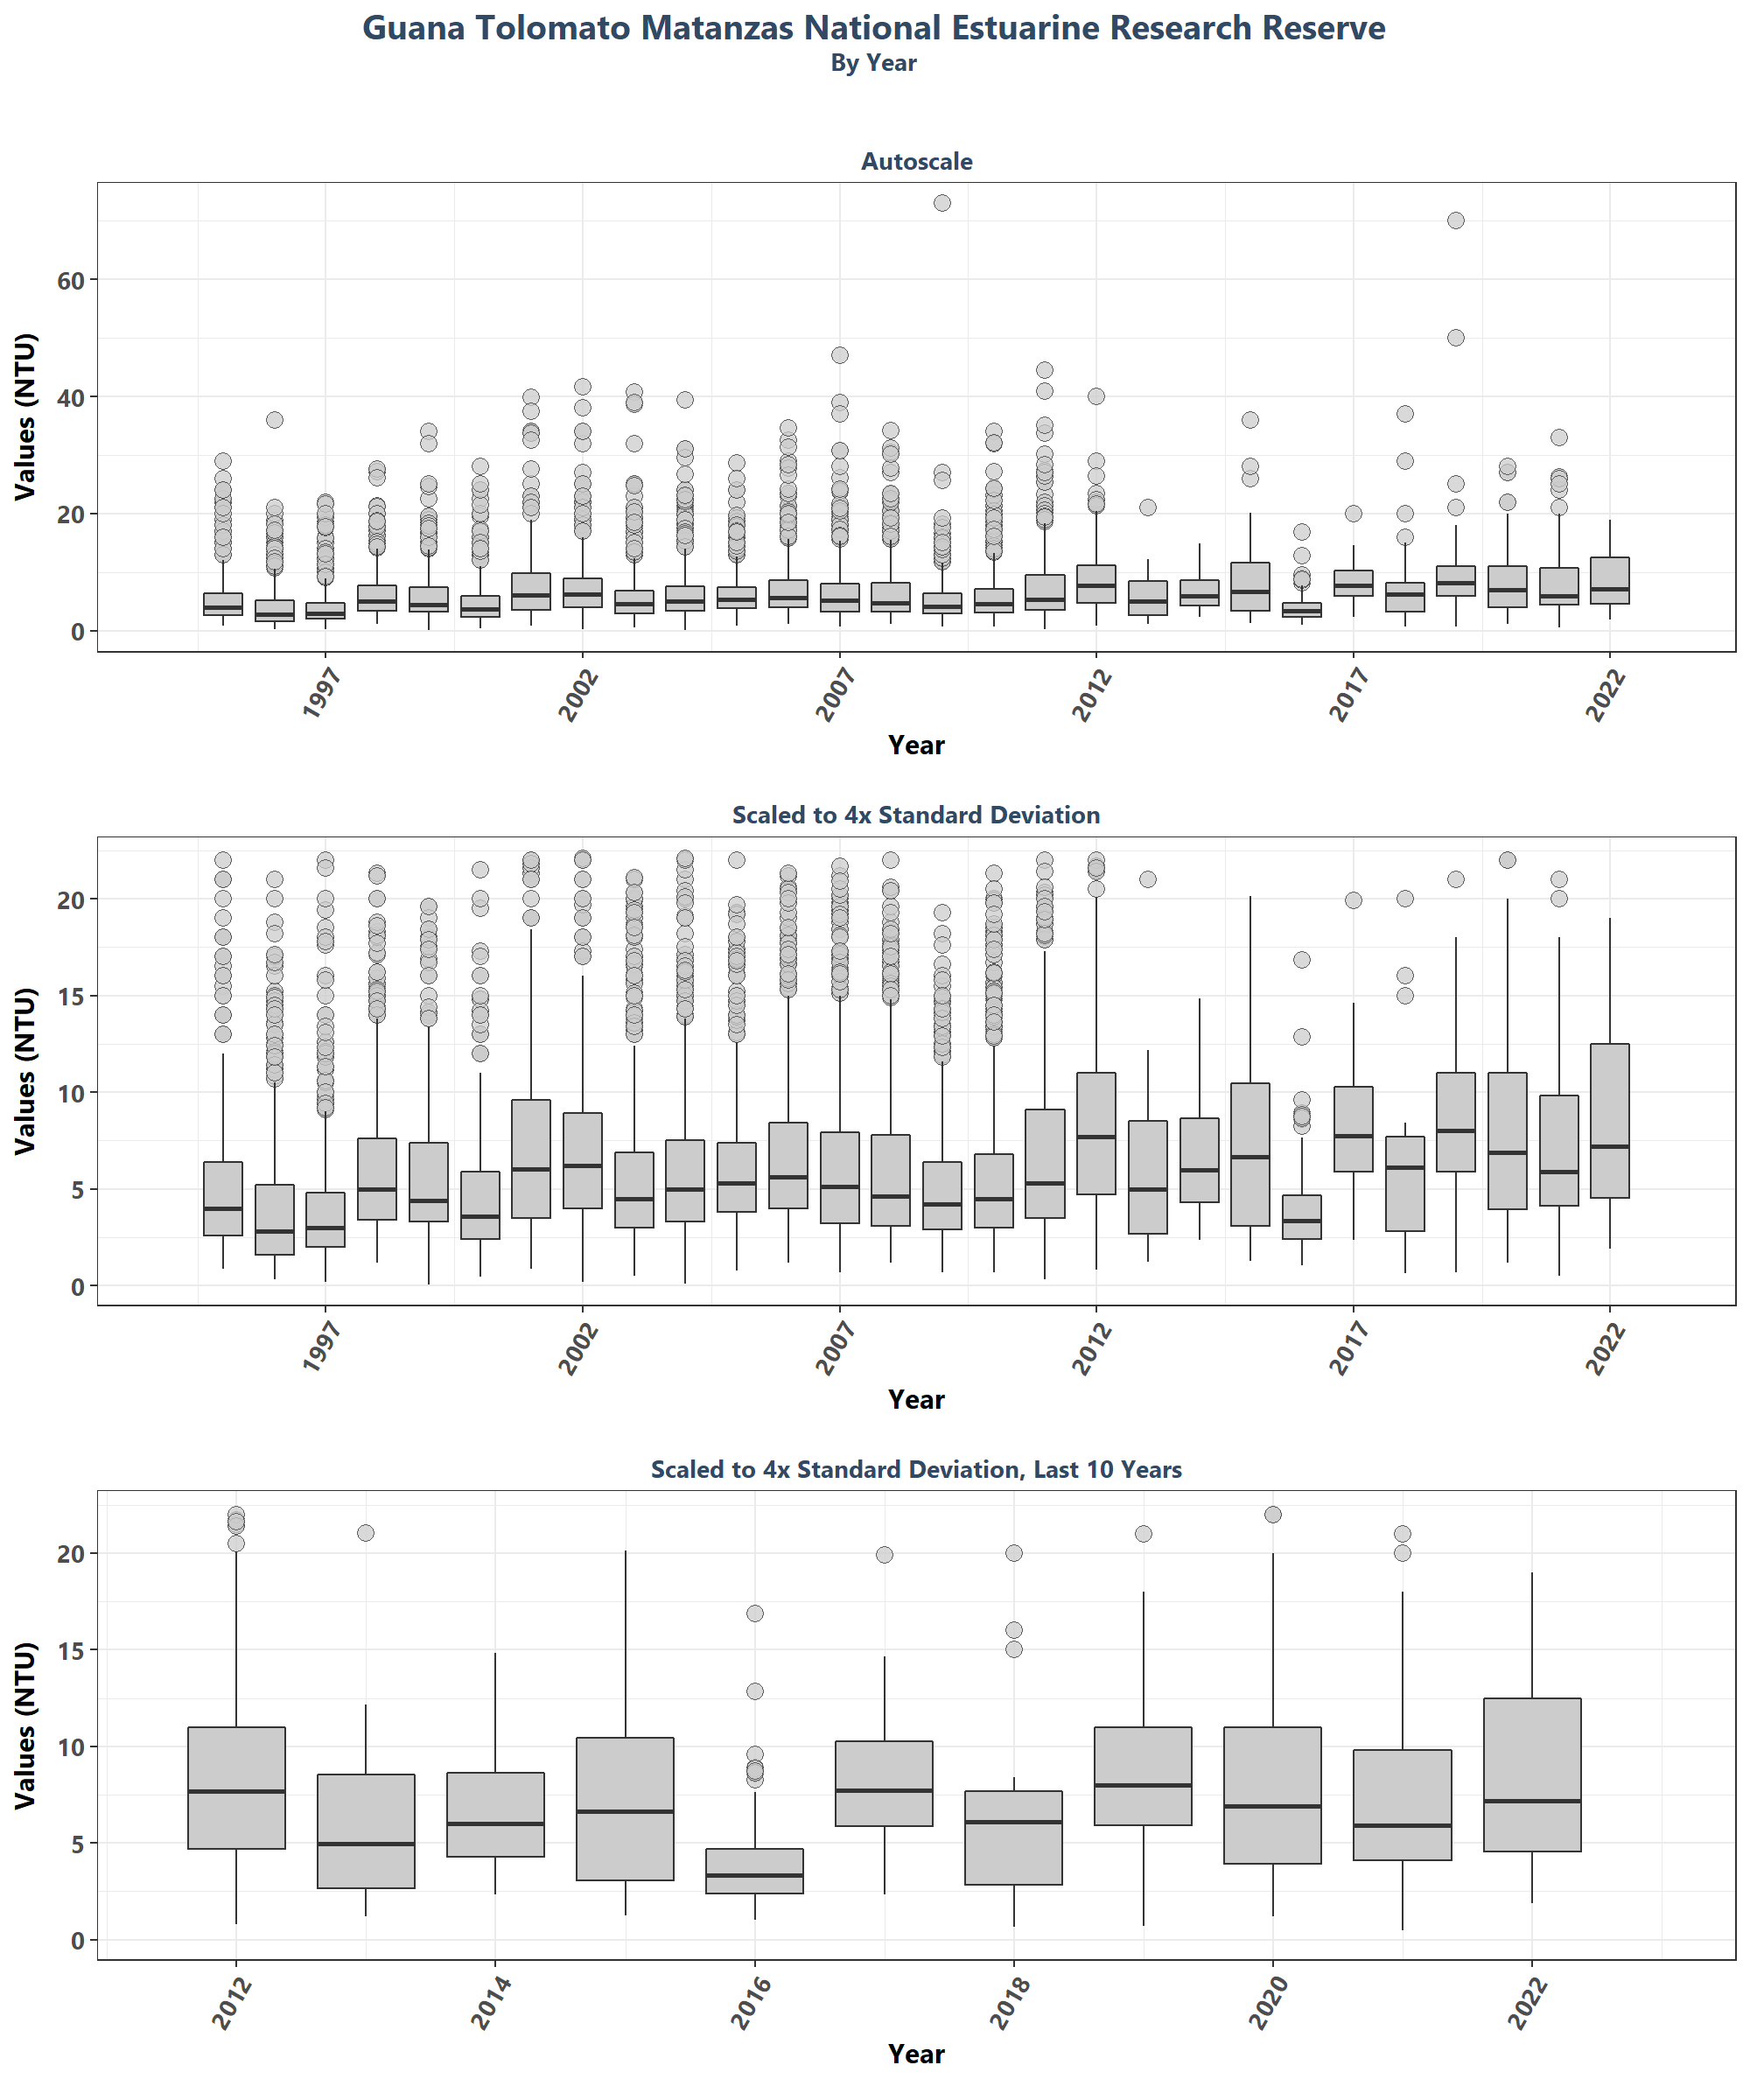 Guana Tolomato Matanzas National Estuarine Research Reserve
By Year
Autoscale
Values (NTU)
60
40
20
0
1997 2002 2007 2012 2017 2022
Year
Scaled to 4x Standard Deviation
Values (NTU)
20
15
10
5
0
1997 2002 2007 2012 2017 2022
Year
Scaled to 4x Standard Deviation, Last 10 Years
Values (NTU)
20
15
10
5
0
2012 2014 2016 2018 2020 2022
Year